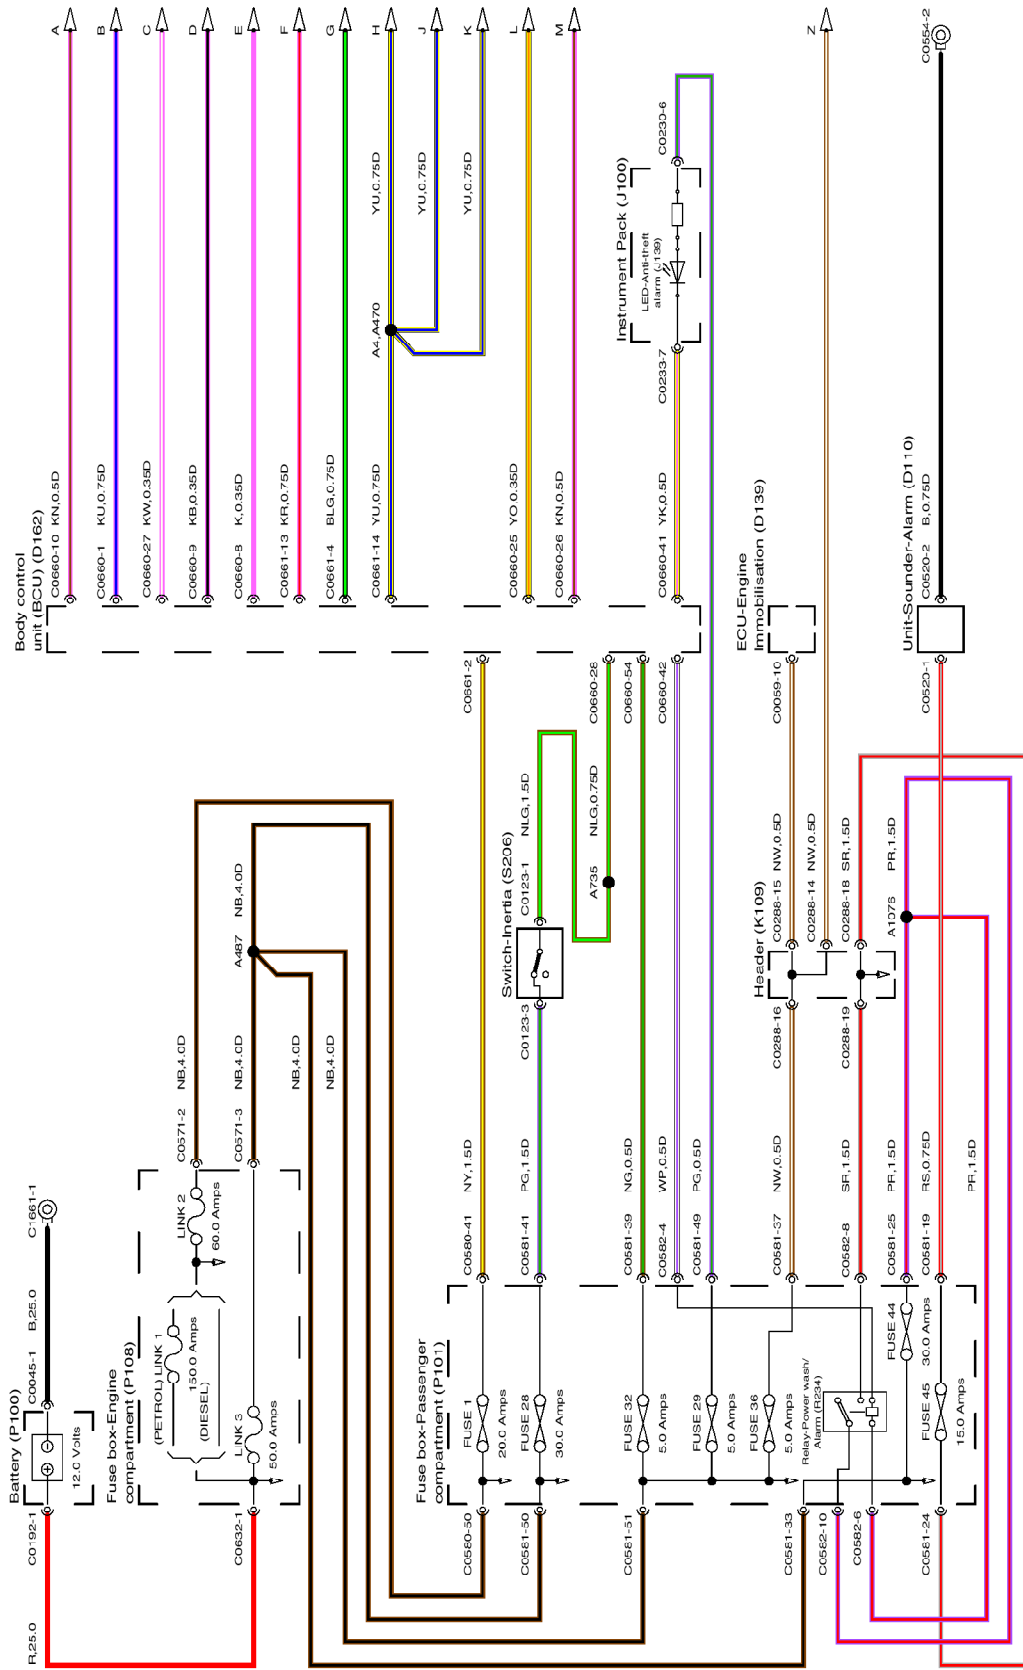 A
B
C
D
E
F
G
H
J
K
L
M
Z
C0554-2
YU,0.75D
YU,0.75D
YU,0.75D
A4,A470
C0230-6
Instrument Pack (J100)
LED-Anti-theft
alarm (J139)
C0233-7
Body control
unit (BCU) (D162)
C0660-10 KN,0.5D
C0660-1 KU,0.75D
C0660-27 KW,0.35D
C0660-9 KB,0.35D
C0660-8 K,0.35D
C0661-13 KR,0.75D
C0661-4 BLG,0.75D
C0661-14 YU,0.75D
C0660-25 YO,0.35D
C0660-26 KN,0.5D
C0660-41 YK,0.5D
ECU-Engine
Immobilisation (D139)
Unit-Sounder-Alarm (D110)
C0520-2 B,0.75D
C0661-2
C0660-28
C0660-54
C0660-42
C0059-10
C0520-1
NB,4.0D
A487
Switch-Inertia (S206)
C0123-1 NLG,1.5D
NLG,0.75D
A735
C0123-3
Header (K109)
C0288-15 NW,0.5D
C0288-14 NW,0.5D
C0288-18 SR,1.5D
A1075
PR,1.5D
C0288-16
C0288-19
C0571-2 NB,4.0D
C0571-3 NB,4.0D
NB,4.0D
NB,4.0D
C0580-41 NY,1.5D
C0581-41 PG,1.5D
C0581-39 NG,0.5D
C0582-4 WP,0.5D
C0581-49 PG,0.5D
C0581-37 NW,0.5D
C0582-8 SR,1.5D
C0581-25 PR,1.5D
C0581-19 RS,0.75D
PR,1.5D
Battery (P100)
12.0 Volts
C0045-1 B,25.0 C1661-1
C0192-1
R,25.0
Fuse box-Engine
compartment (P108)
(PETROL) LINK 1
150.0 Amps
(DIESEL)
LINK 2
60.0 Amps
LINK 3
50.0 Amps
C0632-1
Fuse box-Passenger
compartment (P101)
FUSE 1
20.0 Amps
FUSE 28
30.0 Amps
FUSE 32
5.0 Amps
FUSE 29
5.0 Amps
FUSE 36
5.0 Amps
Relay-Power wash/
Alarm (R234)
FUSE 44
30.0 Amps
FUSE 45
15.0 Amps
C0580-50
C0581-50
C0581-51
C0581-33
C0582-10
C0582-6
C0581-24